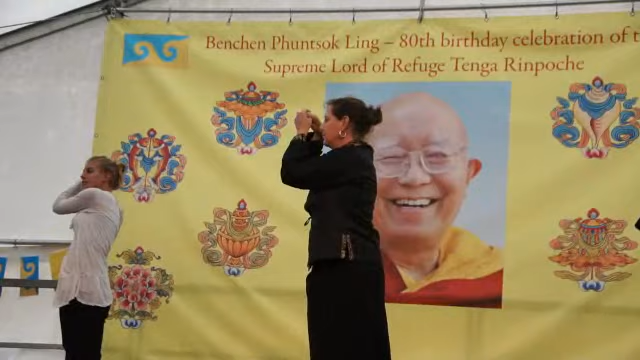 Benchen Phuntsok Ling – 80th birthday celebration of
Supreme Lord of Refuge Tenga Rinpoche